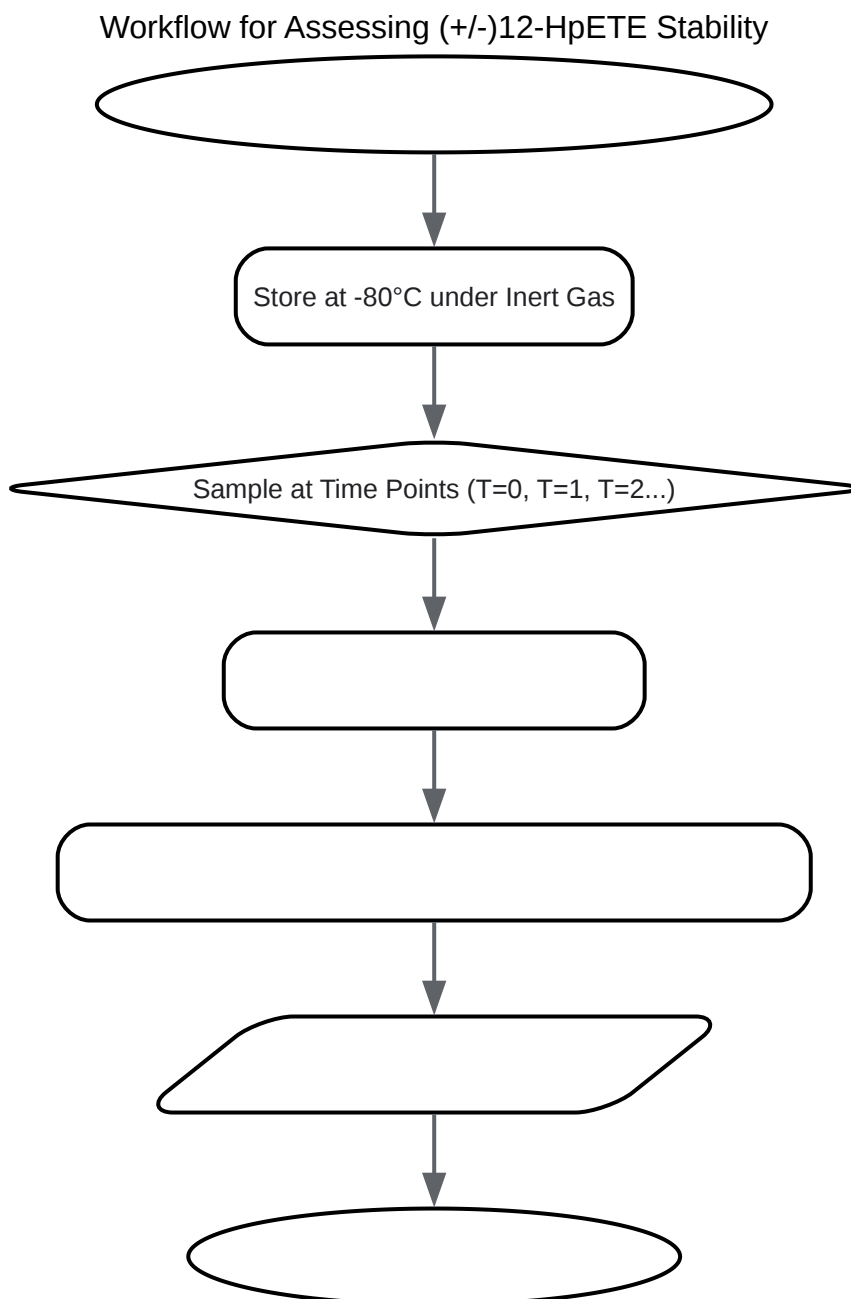 Workflow for Assessing (+/-)12-HpETE Stability
Store at -80°C under Inert Gas
Sample at Time Points (T=0, T=1, T=2...)